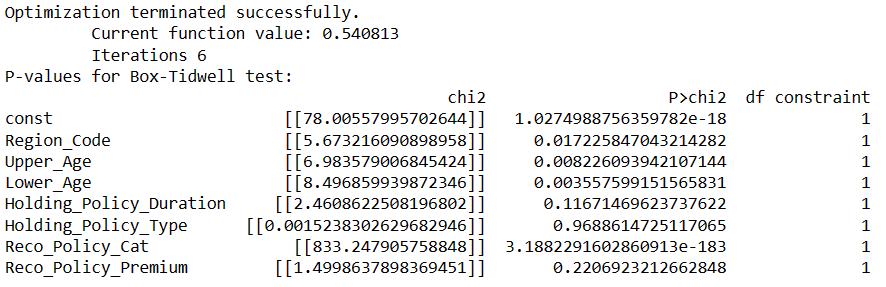 Optimization terminated successfully.
Current function value: 0.540813
Iterations 6
P-values for Box-Tidwell test:
chi2 P>chi2 df constraint
const [[78.00557995702644]] 1.0274988756359782e-18 1
Region_Code [[5.673216090898958]] 0.017225847043214282 1
Upper_Age [[6.983579006845424]] 0.008226093942107144 1
Lower_Age [[8.496859939872346]] 0.003557599151565831 1
Holding_Policy_Duration [[2.4608622508196802]] 0.11671469623737622 1
Holding_Policy_Type [[0.0015238302629682946]] 0.9688614725117065 1
Reco_Policy_Cat [[833.247905758848]] 3.1882291602860913e-183 1
Reco_Policy_Premium [[1.4998637898369451]] 0.2206923212662848 1